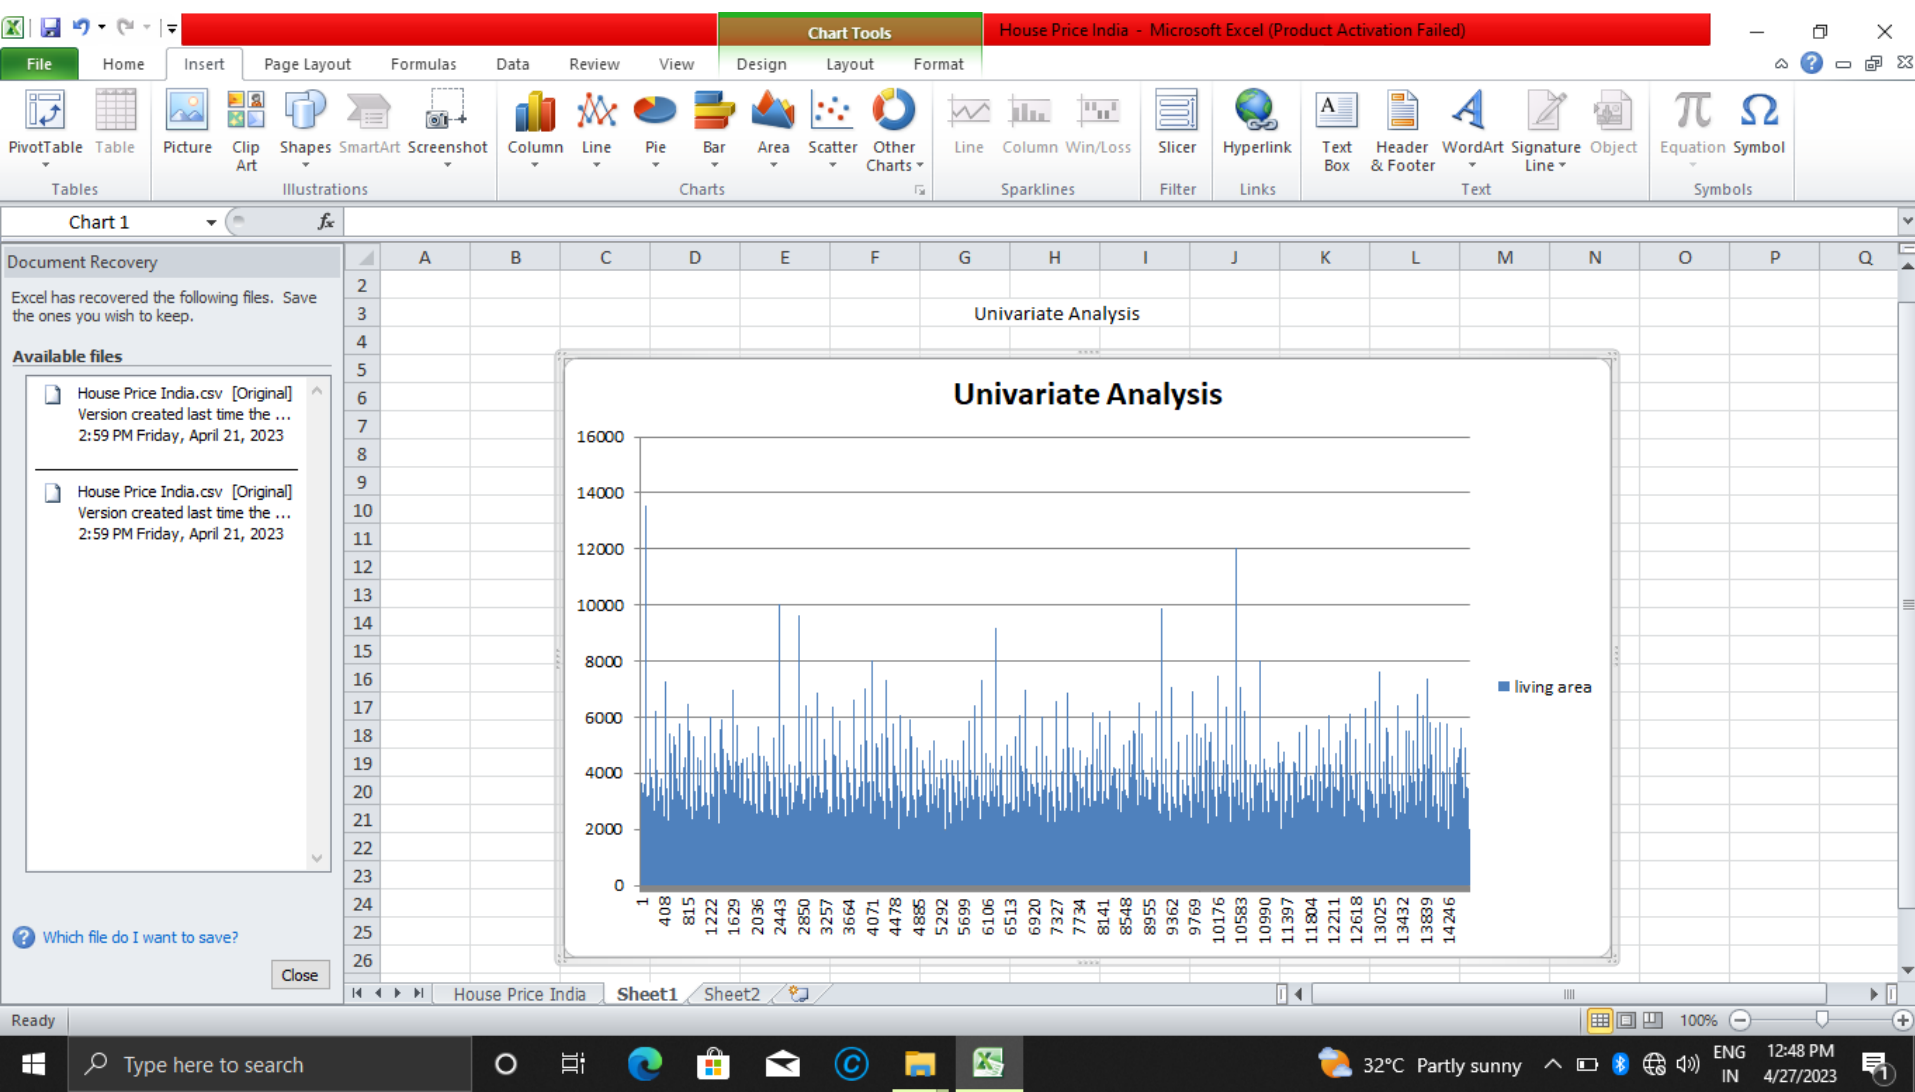 Chart Tools
House Price India - Microsoft Excel (Product Activation Failed)
File Home Insert Page Layout Formulas Data Review View Design Layout Format
PivotTable Table Picture Clip Art Shapes SmartArt Screenshot Column Line Pie Bar Area Scatter Other Charts Line Column Win/Loss Slicer Hyperlink Text Box Header & Footer WordArt Signature Line Object Equation Symbol
Tables Illustrations Charts Sparklines Filter Links Text Symbols
Chart 1 fx
Document Recovery
Excel has recovered the following files. Save
the ones you wish to keep.
Available files
House Price India.csv [Original]
Version created last time the ...
2:59 PM Friday, April 21, 2023
House Price India.csv [Original]
Version created last time the ...
2:59 PM Friday, April 21, 2023
Which file do I want to save?
Close
A B C D E F G H I J K L M N O P Q
2
3
4
5
6
7
8
9
10
11
12
13
14
15
16
17
18
19
20
21
22
23
24
25
26
Univariate Analysis
Univariate Analysis
16000
14000
12000
10000
8000
6000
4000
2000
0
1 408 815 1222 1629 2036 2443 2850 3257 3664 4071 4478 4885 5292 5699 6106 6513 6920 7327 7734 8141 8548 8955 9362 9769 10176 10583 10990 11397 11804 12211 12618 13025 13432 13839 14246
living area
House Price India Sheet1 Sheet2
Ready 100%
Type here to search
32°C Partly sunny
ENG
IN
12:48 PM
4/27/2023
1